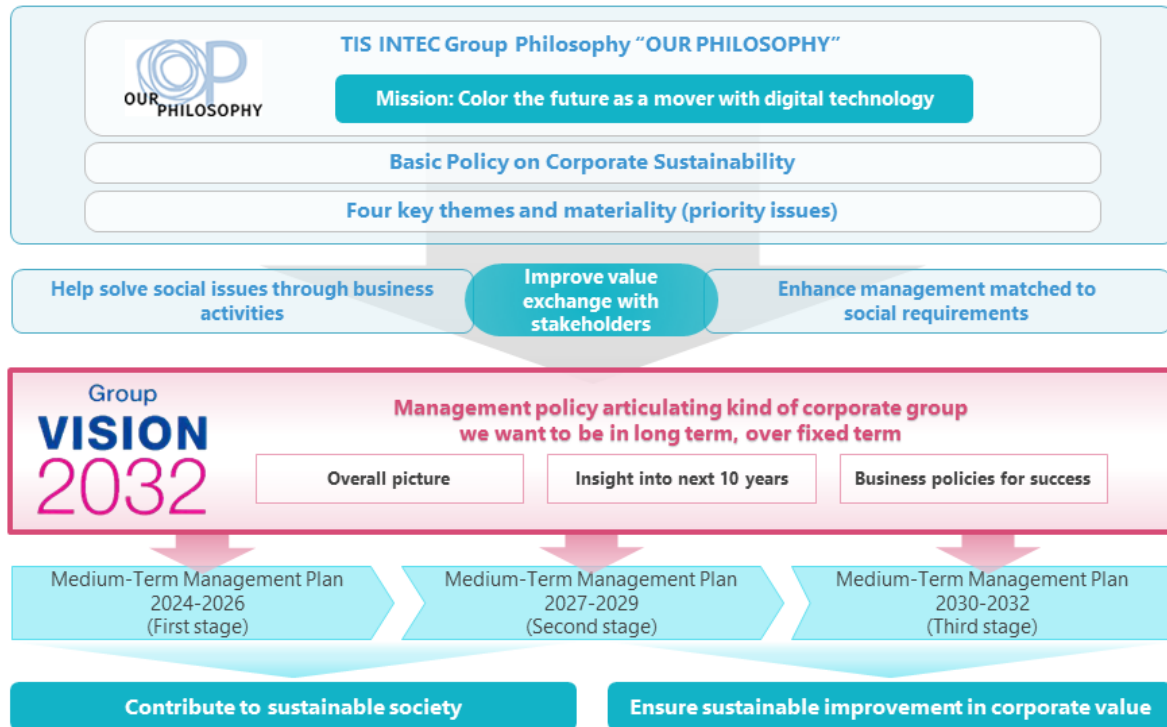 TIS INTEC Group Philosophy “OUR PHILOSOPHY”
OP
OUR
PHILOSOPHY
Mission: Color the future as a mover with digital technology
Basic Policy on Corporate Sustainability
Four key themes and materiality (priority issues)
Help solve social issues through business
activities
Improve value
exchange with
stakeholders
Enhance management matched to
social requirements
Group
VISION
2032
Management policy articulating kind of corporate group
we want to be in long term, over fixed term
Overall picture
Insight into next 10 years
Business policies for success
Medium-Term Management Plan
2024-2026
(First stage)
Medium-Term Management Plan
2027-2029
(Second stage)
Medium-Term Management Plan
2030-2032
(Third stage)
Contribute to sustainable society
Ensure sustainable improvement in corporate value